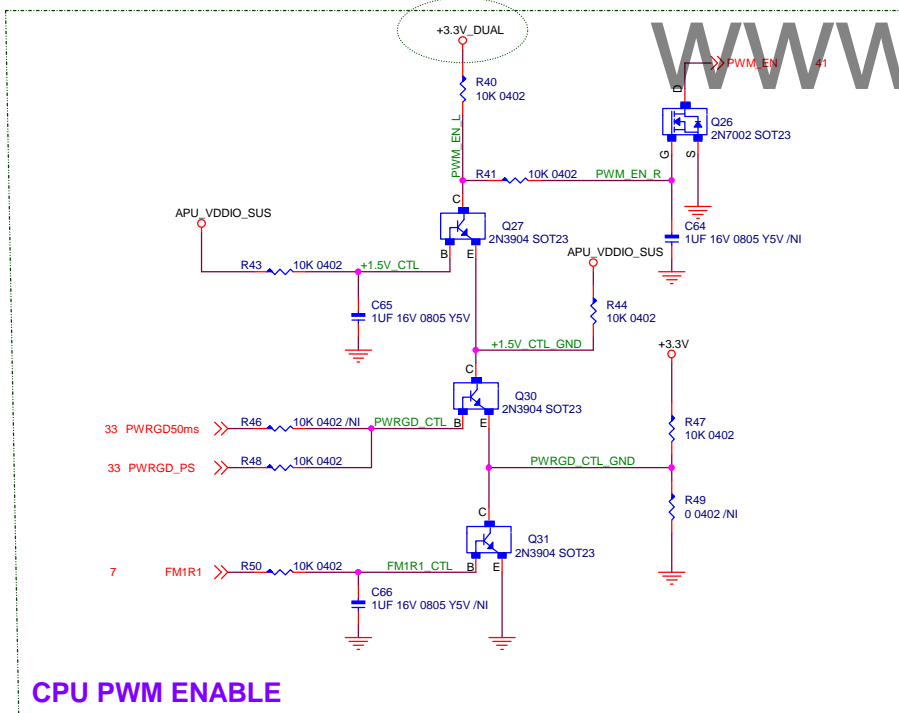 +3.3V_DUAL
WWW
PWM_EN 41
R40
10K 0402
D
Q26
2N7002 SOT23
PWM_EN_L
G
S
R41 10K 0402 PWM_EN_R
C
APU_VDDIO_SUS
Q27
2N3904 SOT23
C64
1UF 16V 0805 Y5V /NI
B E
APU_VDDIO_SUS
R43 10K 0402 +1.5V_CTL
C65
1UF 16V 0805 Y5V
R44
10K 0402
+1.5V_CTL_GND
+3.3V
C
Q30
2N3904 SOT23
33 PWRGD50ms R46 10K 0402 /NI PWRGD_CTL B E
R47
10K 0402
33 PWRGD_PS R48 10K 0402
PWRGD_CTL_GND
R49
0 0402 /NI
C
Q31
2N3904 SOT23
7 FM1R1 R50 10K 0402 FM1R1_CTL B E
C66
1UF 16V 0805 Y5V /NI
CPU PWM ENABLE